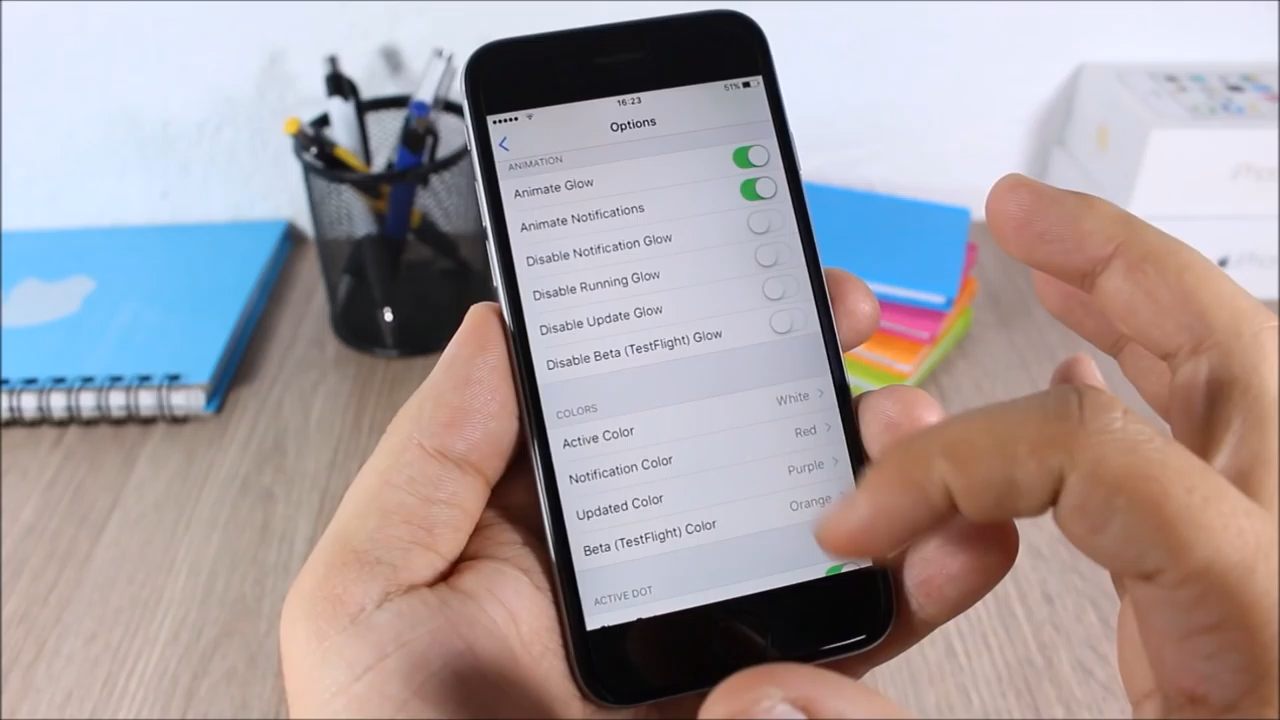 16:23
51%
Options
ANIMATION
Animate Glow
Animate Notifications
Disable Notification Glow
Disable Running Glow
Disable Update Glow
Disable Beta (TestFlight) Glow
COLORS
Active Color White
Notification Color Red
Updated Color Purple
Beta (TestFlight) Color Orange
ACTIVE DOT